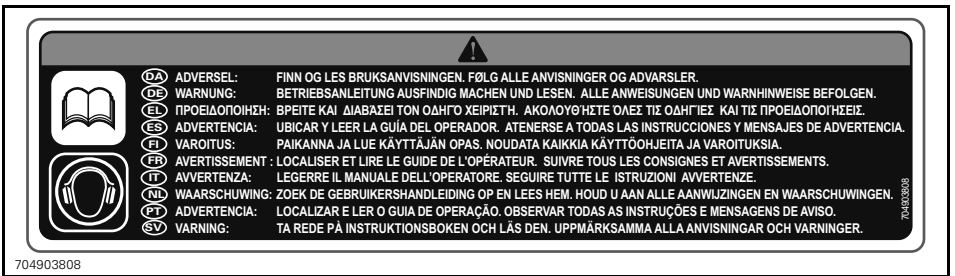 DA ADVERSEL: FINN OG LES BRUKSANVISNINGEN. FØLG ALLE ANVISNINGER OG ADVARSLER.
DE WARNUNG: BETRIEBSANLEITUNG AUSFINDIG MACHEN UND LESEN. ALLE ANWEISUNGEN UND WARNHINWEISE BEFOLGEN.
EL ΠΡΟΕΙΔΟΠΟΙΗΣΗ: ΒΡΕΙΤΕ ΚΑΙ ΔΙΑΒΆΣΕΙ ΤΟΝ ΟΔΗΓΟ ΧΕΙΡΙΣΤΉ. ΑΚΟΛΟΥΘΉΣΤΕ ΌΛΕΣ ΤΙΣ ΟΔΗΓΊΕΣ ΚΑΙ ΤΙΣ ΠΡΟΕΙΔΟΠΟΙΉΣΕΙΣ.
ES ADVERTENCIA: UBICAR Y LEER LA GUÍA DEL OPERADOR. ATENERSE A TODAS LAS INSTRUCCIONES Y MENSAJES DE ADVERTENCIA.
FI VAROITUS: PAIKANNA JA LUE KÄYTTÄJÄN OPAS. NOUDATA KAIKKIA KÄYTTÖOHJEITA JA VAROITUKSIA.
FR AVERTISSEMENT : LOCALISER ET LIRE LE GUIDE DE L'OPÉRATEUR. SUIVRE TOUS LES CONSIGNES ET AVERTISSEMENTS.
IT AVVERTENZA: LEGERRE IL MANUALE DELL'OPERATORE. SEGUIRE TUTTE LE ISTRUZIONI AVVERTENZE.
NL WAARSCHUWING: ZOEK DE GEBRUIKERSHANDLEIDING OP EN LEES HEM. HOUD U AAN ALLE AANWIJZINGEN EN WAARSCHUWINGEN.
PT ADVERTENCIA: LOCALIZAR E LER O GUIA DE OPERAÇÃO. OBSERVAR TODAS AS INSTRUÇÕES E MENSAGENS DE AVISO.
SV VARNING: TA REDE PÀ INSTRUKTIONSBOKEN OCH LÄS DEN. UPPMÄRKSAMMA ALLA ANVISNINGAR OCH VARNINGER.
704903808
704903808